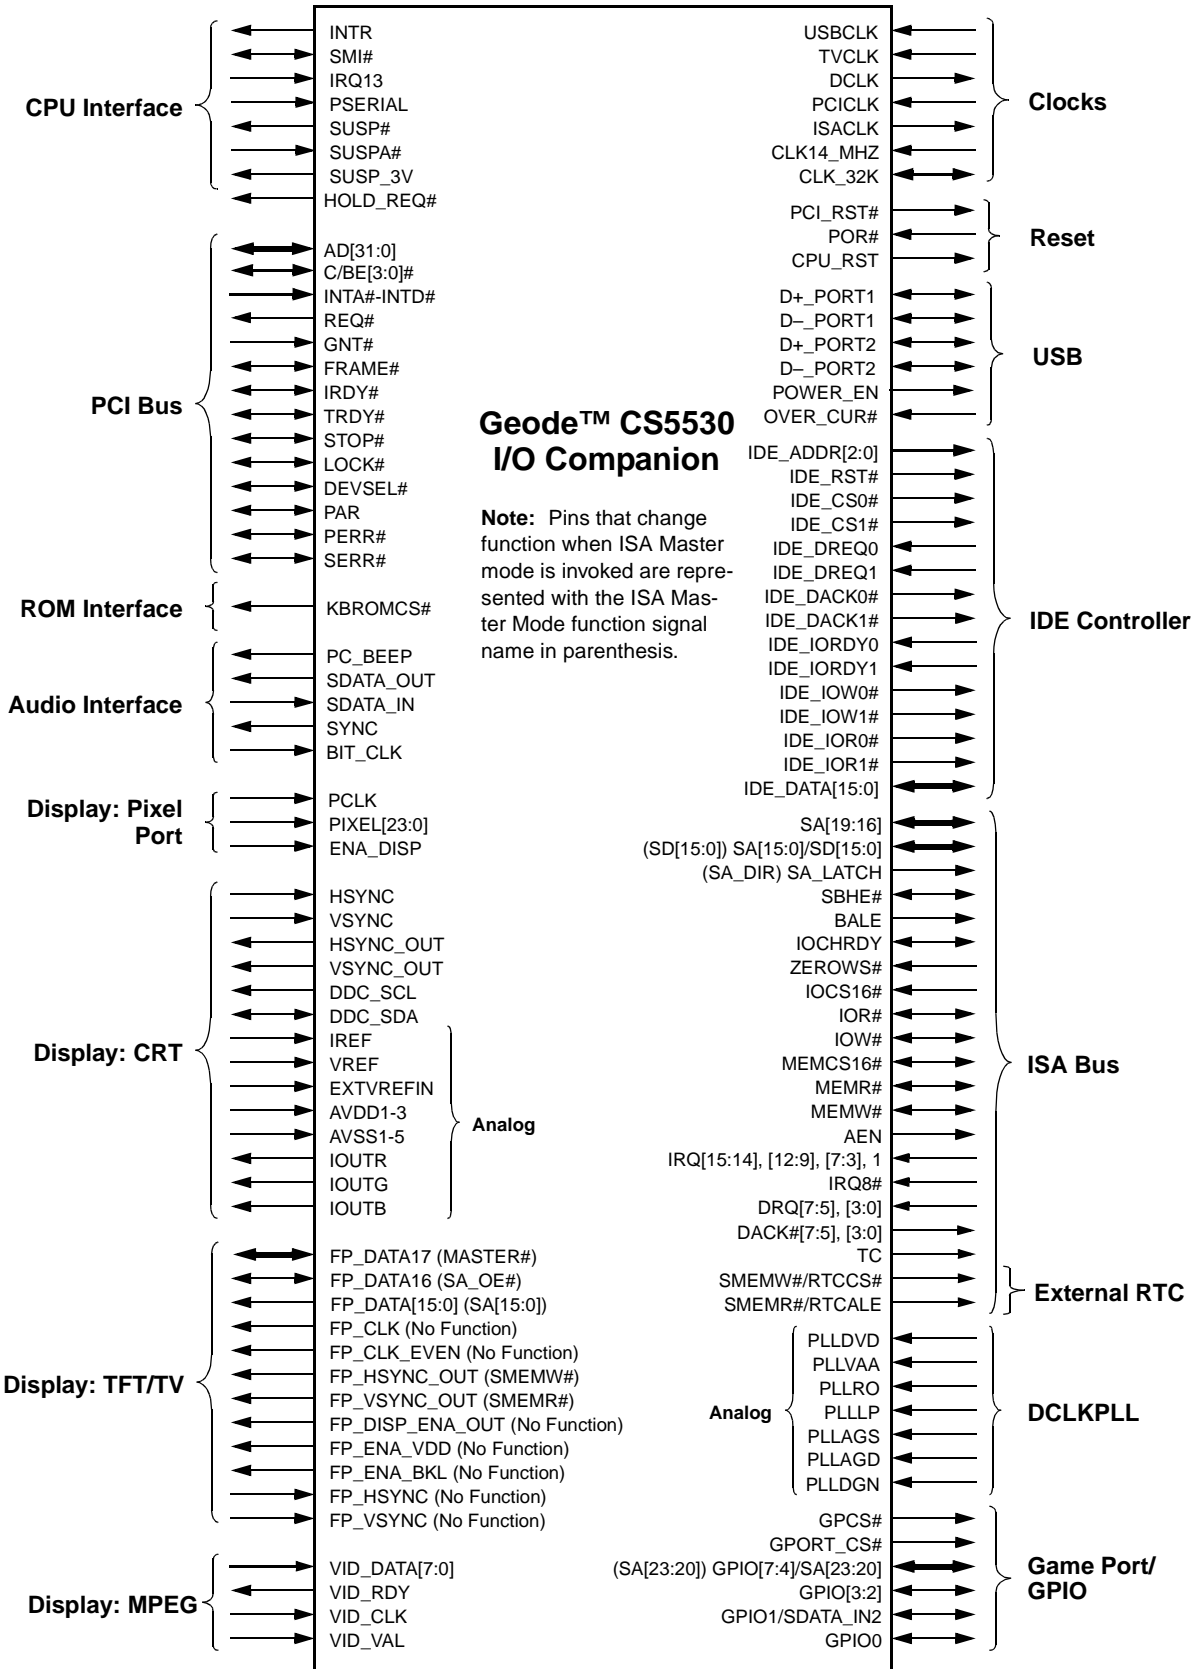 CPU Interface
INTR
SMI#
IRQ13
PSERIAL
SUSP#
SUSPA#
SUSP_3V
HOLD_REQ#
PCI Bus
AD[31:0]
C/BE[3:0]#
INTA#-INTD#
REQ#
GNT#
FRAME#
IRDY#
TRDY#
STOP#
LOCK#
DEVSEL#
PAR
PERR#
SERR#
ROM Interface
KBROMCS#
Audio Interface
PC_BEEP
SDATA_OUT
SDATA_IN
SYNC
BIT_CLK
Display: Pixel
Port
PCLK
PIXEL[23:0]
ENA_DISP
Display: CRT
HSYNC
VSYNC
HSYNC_OUT
VSYNC_OUT
DDC_SCL
DDC_SDA
IREF
VREF
EXTVREFIN
AVDD1-3
AVSS1-5
IOUTR
IOUTG
IOUTB
Analog
Display: TFT/TV
FP_DATA17 (MASTER#)
FP_DATA16 (SA_OE#)
FP_DATA[15:0] (SA[15:0])
FP_CLK (No Function)
FP_CLK_EVEN (No Function)
FP_HSYNC_OUT (SMEMW#)
FP_VSYNC_OUT (SMEMR#)
FP_DISP_ENA_OUT (No Function)
FP_ENA_VDD (No Function)
FP_ENA_BKL (No Function)
FP_HSYNC (No Function)
FP_VSYNC (No Function)
Display: MPEG
VID_DATA[7:0]
VID_RDY
VID_CLK
VID_VAL
Geode™ CS5530
I/O Companion
Note: Pins that change
function when ISA Master
mode is invoked are repre-
sented with the ISA Mas-
ter Mode function signal
name in parenthesis.
USBCLK
TVCLK
DCLK
PCICLK
ISACLK
CLK14_MHZ
CLK_32K
Clocks
PCI_RST#
POR#
CPU_RST
Reset
D+_PORT1
D–_PORT1
D+_PORT2
D–_PORT2
POWER_EN
OVER_CUR#
USB
IDE_ADDR[2:0]
IDE_RST#
IDE_CS0#
IDE_CS1#
IDE_DREQ0
IDE_DREQ1
IDE_DACK0#
IDE_DACK1#
IDE_IORDY0
IDE_IORDY1
IDE_IOW0#
IDE_IOW1#
IDE_IOR0#
IDE_IOR1#
IDE_DATA[15:0]
IDE Controller
SA[19:16]
(SD[15:0]) SA[15:0]/SD[15:0]
(SA_DIR) SA_LATCH
SBHE#
BALE
IOCHRDY
ZEROWS#
IOCS16#
IOR#
IOW#
MEMCS16#
MEMR#
MEMW#
AEN
IRQ[15:14], [12:9], [7:3], 1
IRQ8#
DRQ[7:5], [3:0]
DACK#[7:5], [3:0]
TC
SMEMW#/RTCCS#
SMEMR#/RTCALE
ISA Bus
External RTC
Analog
PLLDVD
PLLVAA
PLLRO
PLLLP
PLLAGS
PLLAGD
PLLDGN
DCLKPLL
GPCS#
GPORT_CS#
(SA[23:20]) GPIO[7:4]/SA[23:20]
GPIO[3:2]
GPIO1/SDATA_IN2
GPIO0
Game Port/
GPIO